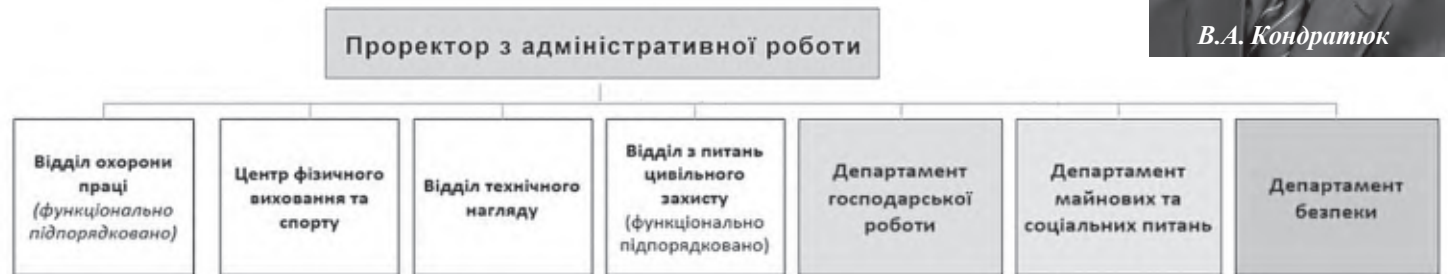 В.А. Кондратюк
Проректор з адміністративної роботи
Відділ охорони
праці
(функціонально
підпорядковано)
Центр фізичного
виховання та
спорту
Відділ технічного
нагляду
Відділ з питань
цивільного
захисту
(функціонально
підпорядковано)
Департамент
господарської
роботи
Департамент
майнових та
соціальних питань
Департамент
безпеки